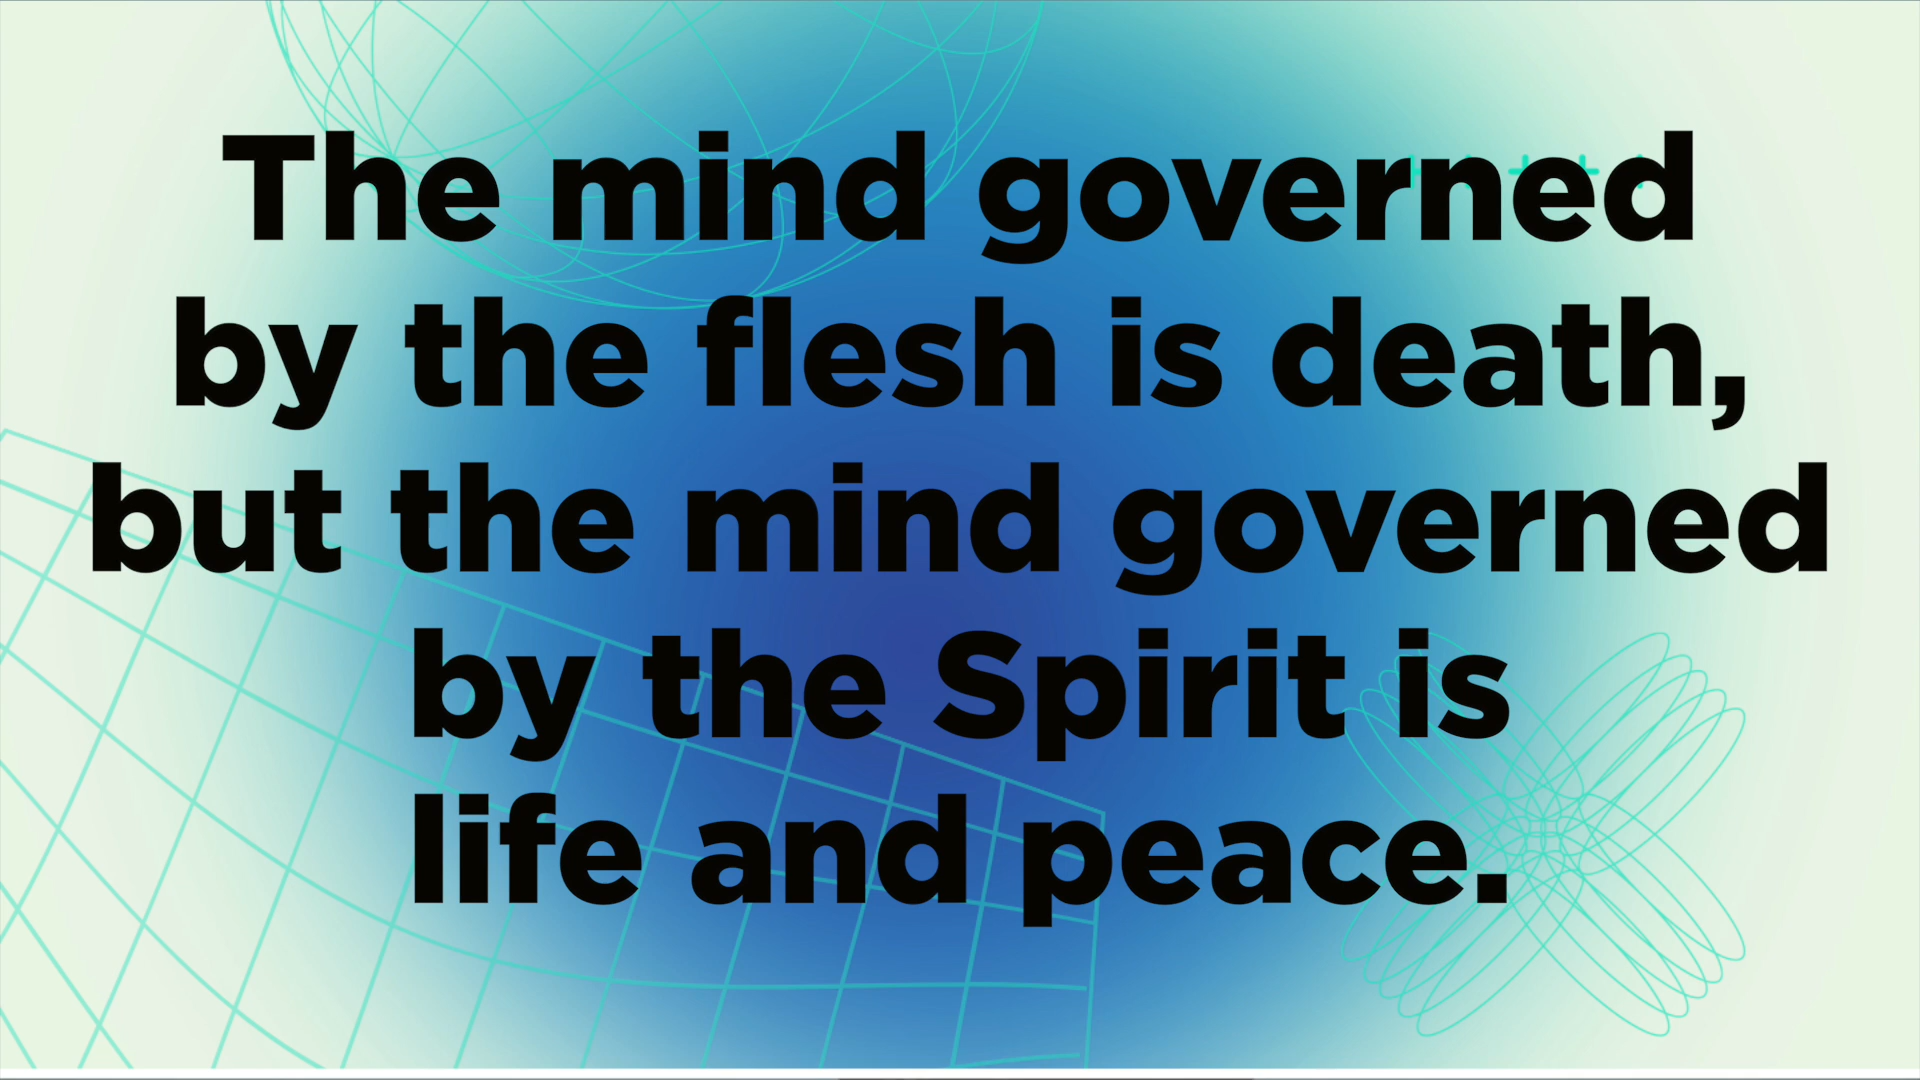 The mind governed
by the flesh is death,
but the mind governed
by the Spirit is
life and peace.